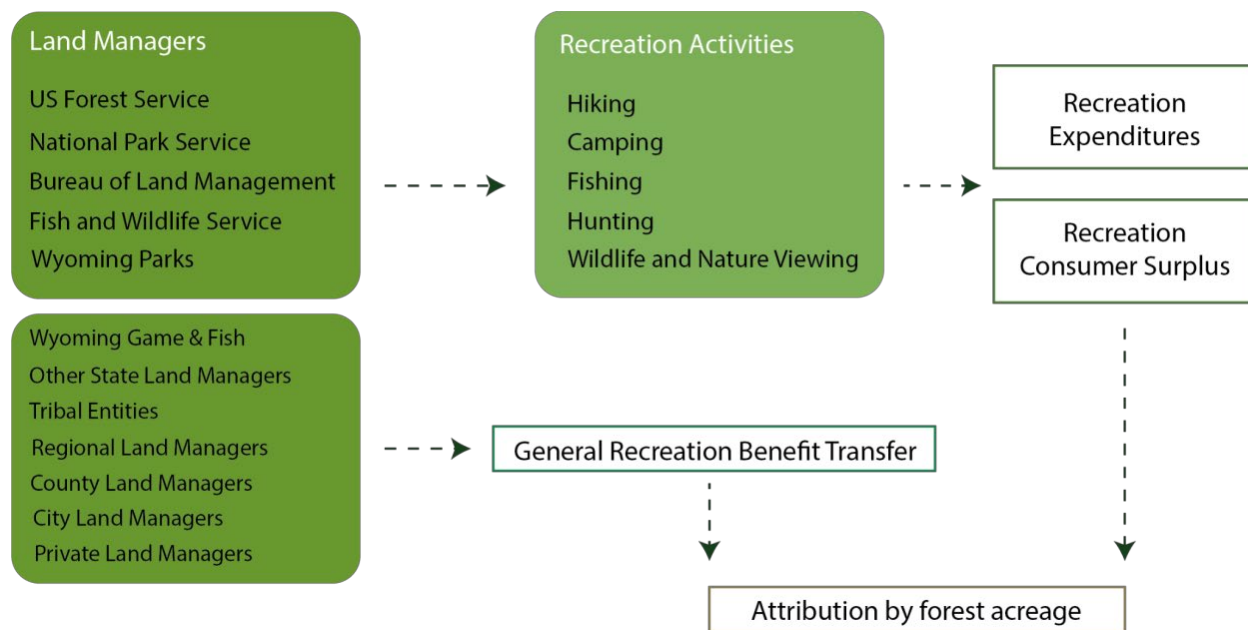 Land Managers
US Forest Service
National Park Service
Bureau of Land Management
Fish and Wildlife Service
Wyoming Parks
Wyoming Game & Fish
Other State Land Managers
Tribal Entities
Regional Land Managers
County Land Managers
City Land Managers
Private Land Managers
Recreation Activities
Hiking
Camping
Fishing
Hunting
Wildlife and Nature Viewing
Recreation
Expenditures
Recreation
Consumer Surplus
General Recreation Benefit Transfer
Attribution by forest acreage